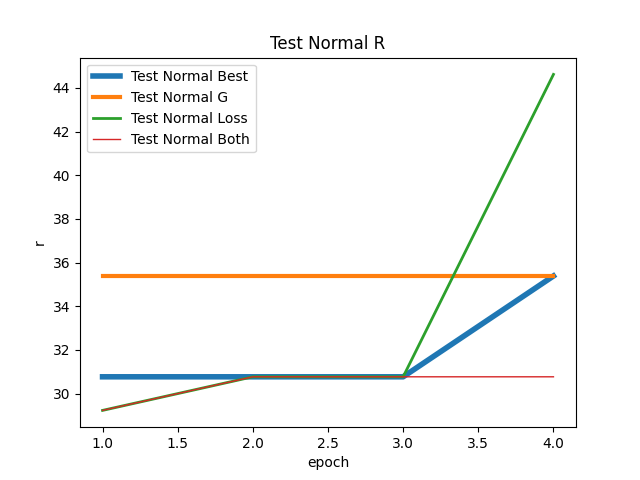 Test Normal R
Test Normal Best
Test Normal G
Test Normal Loss
Test Normal Both
44
42
40
38
36
34
32
30
r
1.0
1.5
2.0
2.5
3.0
3.5
4.0
epoch